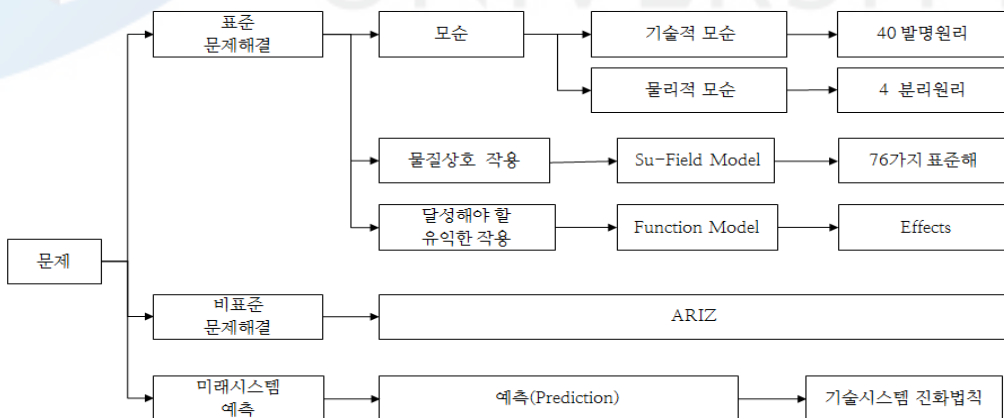 표준
문제해결
모순
기술적 모순
40 발명원리
물리적 모순
4 분리원리
물질상호 작용
Su-Field Model
76가지 표준해
달성해야 할
유익한 작용
Function Model
Effects
문제
비표준
문제해결
ARIZ
미래시스템
예측
예측(Prediction)
기술시스템 진화법칙